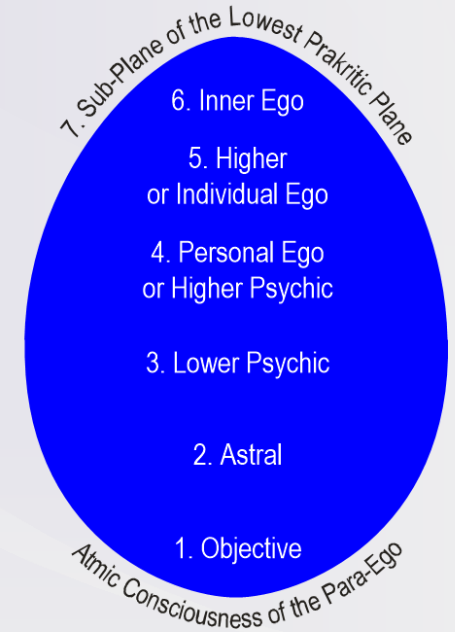 7. Sub-Plane of the Lowest Prakritic Plane
6. Inner Ego
5. Higher
or Individual Ego
4. Personal Ego
or Higher Psychic
3. Lower Psychic
2. Astral
1. Objective
Atmic Consciousness of the Para-Ego